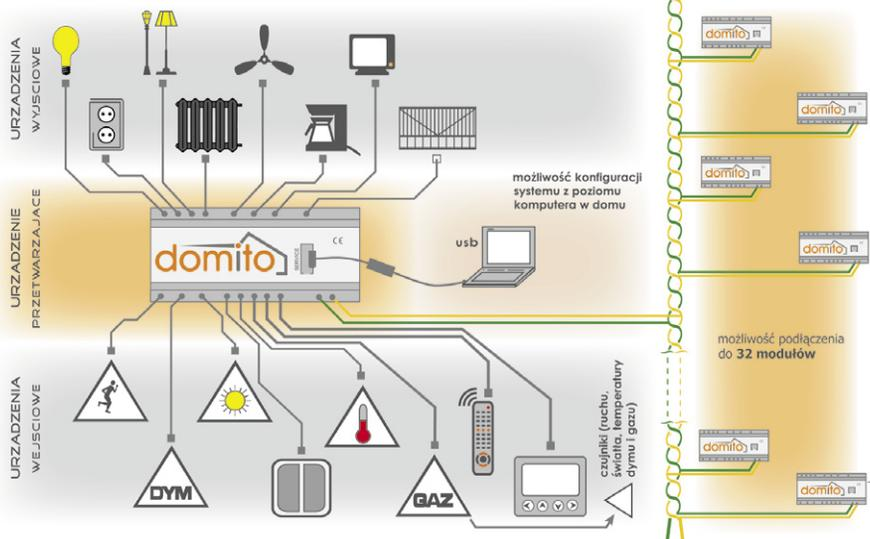 URZADZENIA
WYJSCIOWE
URZADZENIE
PRZETWARZAJACE
URZADZENIA
WEJSCIOWE
domito
SERVICE
CE
możliwość konfiguracji
systemu z poziomu
komputera w domu
usb
DYM
GAZ
czujniki (ruchu,
światła, temperatury
dymu i gazu)
domito
domito
domito
domito
możliwość podłączenia
do 32 modułów
domito
domito